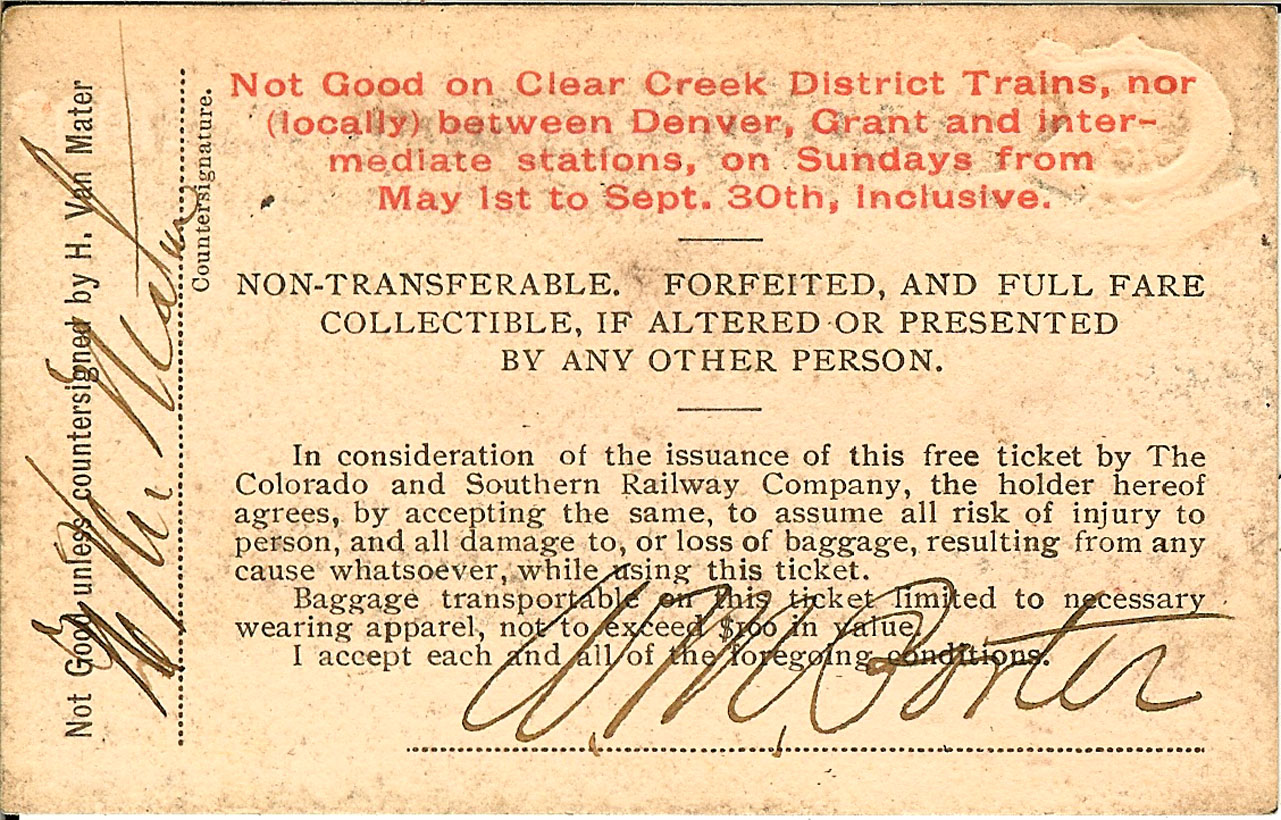 Not Good on Clear Creek District Trains, nor
(locally) between Denver, Grant and inter-
mediate stations, on Sundays from
May 1st to Sept. 30th, inclusive.
NON-TRANSFERABLE. FORFEITED, AND FULL FARE
COLLECTIBLE, IF ALTERED OR PRESENTED
BY ANY OTHER PERSON.
In consideration of the issuance of this free ticket by The
Colorado and Southern Railway Company, the holder hereof
agrees, by accepting the same, to assume all risk of injury to
person, and all damage to, or loss of baggage, resulting from any
cause whatsoever, while using this ticket.
Baggage transportable on this ticket limited to necessary
wearing apparel, not to exceed $100 in value.
I accept each and all of the foregoing conditions.
W. M. Porter
Not Good unless countersigned by H. Van Mater
Mater
Countersignature.